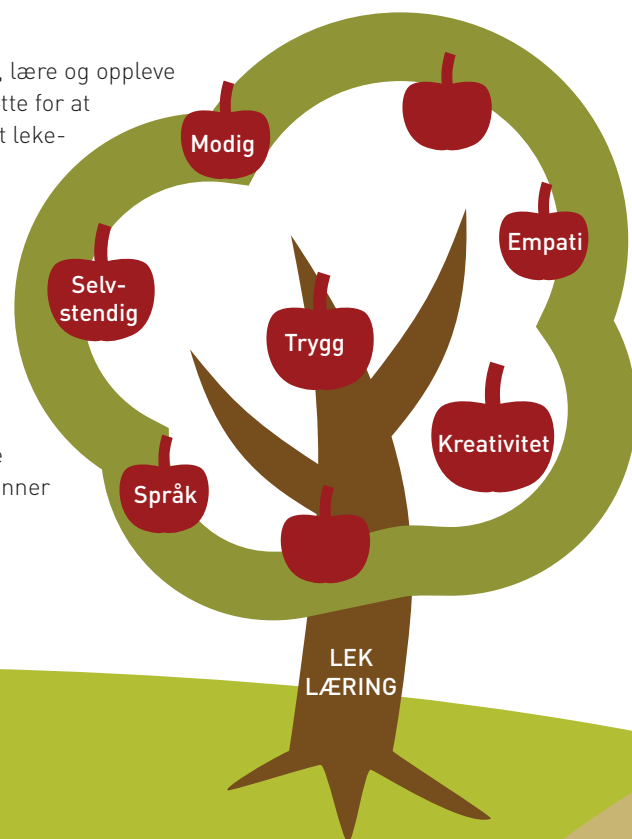 , lære og oppleve
tte for at
t leke-
Modig
Empati
Selv-
stendig
Trygg
Kreativitet
e
nner
Språk
LEK
LÆRING